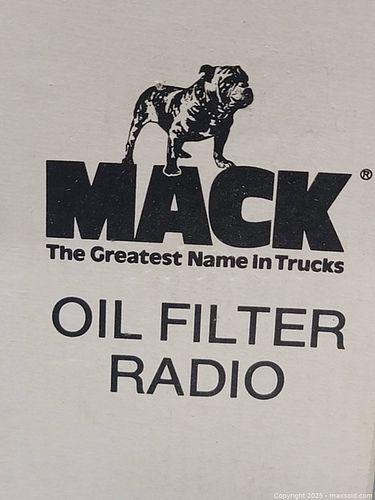 MACK®
The Greatest Name in Trucks
OIL FILTER
RADIO
Copyright 2025 - maxsold.com